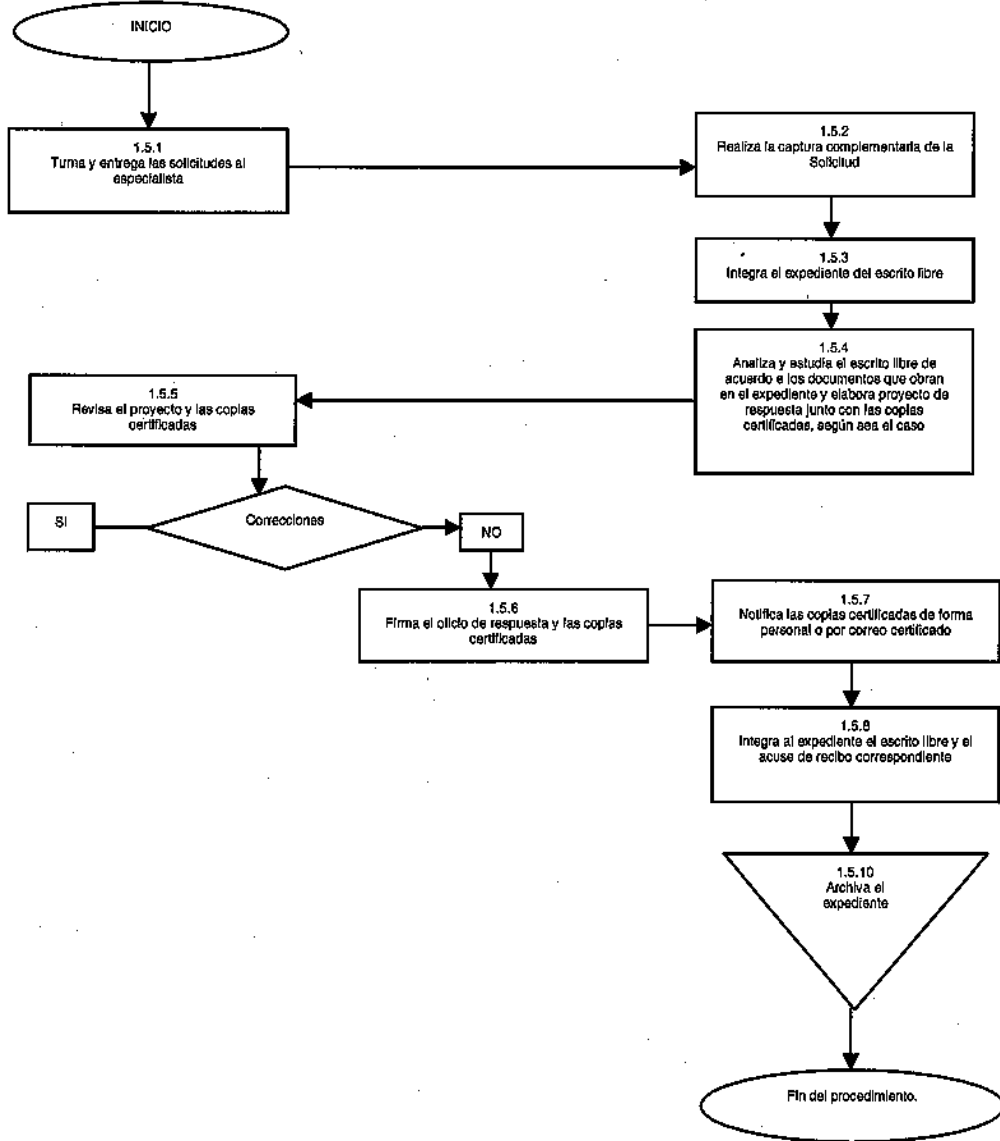 INICIO
1.5.1
Turna y entrega las solicitudes al
especialista
1.5.2
Realiza la captura complementaria de la
Solicitud
1.5.3
Integra el expediente del escrito libre
1.5.4
Analiza y estudia el escrito libre de
acuerdo a los documentos que obran
en el expediente y elabora proyecto de
respuesta junto con las copias
certificadas, según sea el caso
1.5.5
Revisa el proyecto y las copias
certificadas
SI
Correcciones
NO
1.5.6
Firma el oficio de respuesta y las copias
certificadas
1.5.7
Notifica las copias certificadas de forma
personal o por correo certificado
1.5.8
Integra al expediente el escrito libre y el
acuse de recibo correspondiente
1.5.10
Archiva el
expediente
Fin del procedimiento.